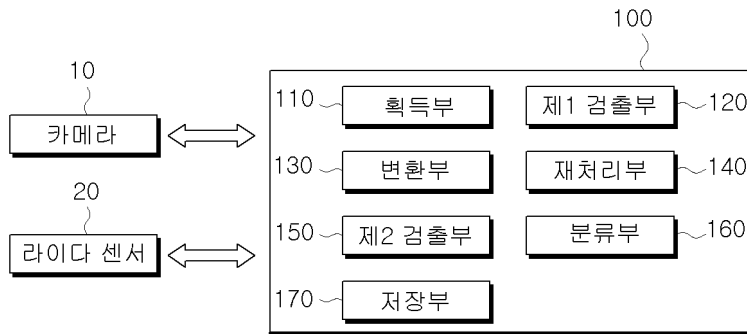 100
10
110 획득부 제1 검출부 120
카메라
130 변환부 재처리부 140
20
150 제2 검출부 분류부 160
라이다 센서
170 저장부